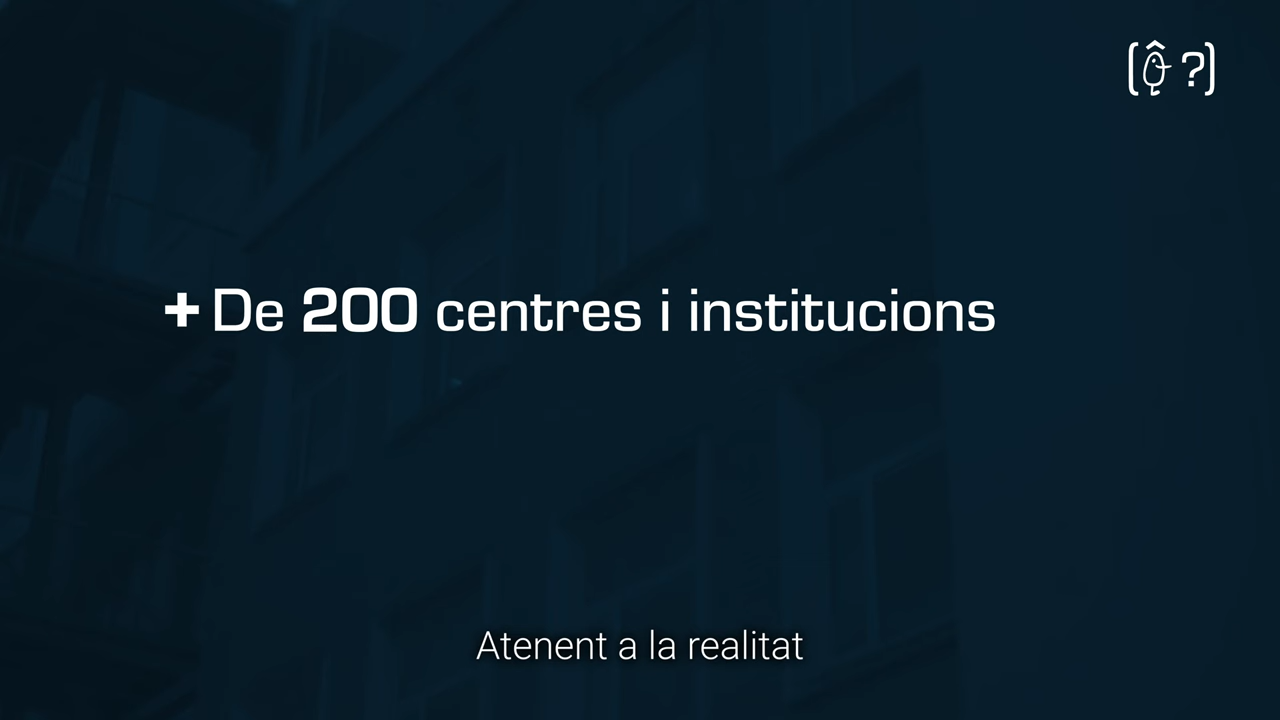 + De 200 centres i institucions
Atenent a la realitat